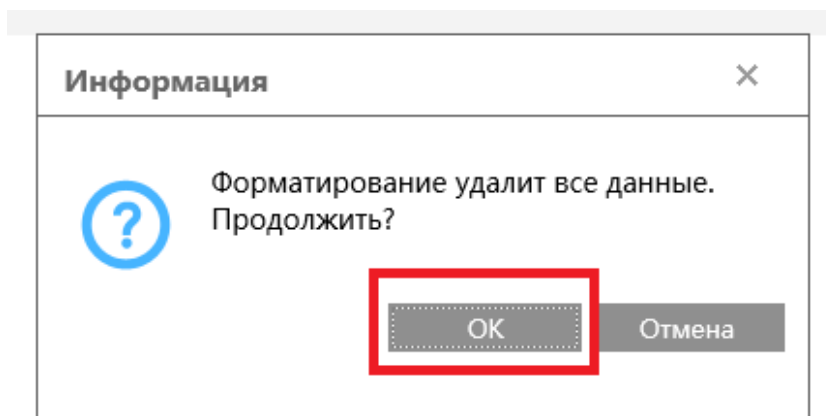 Информация
Форматирование удалит все данные.
Продолжить?
OK
Отмена